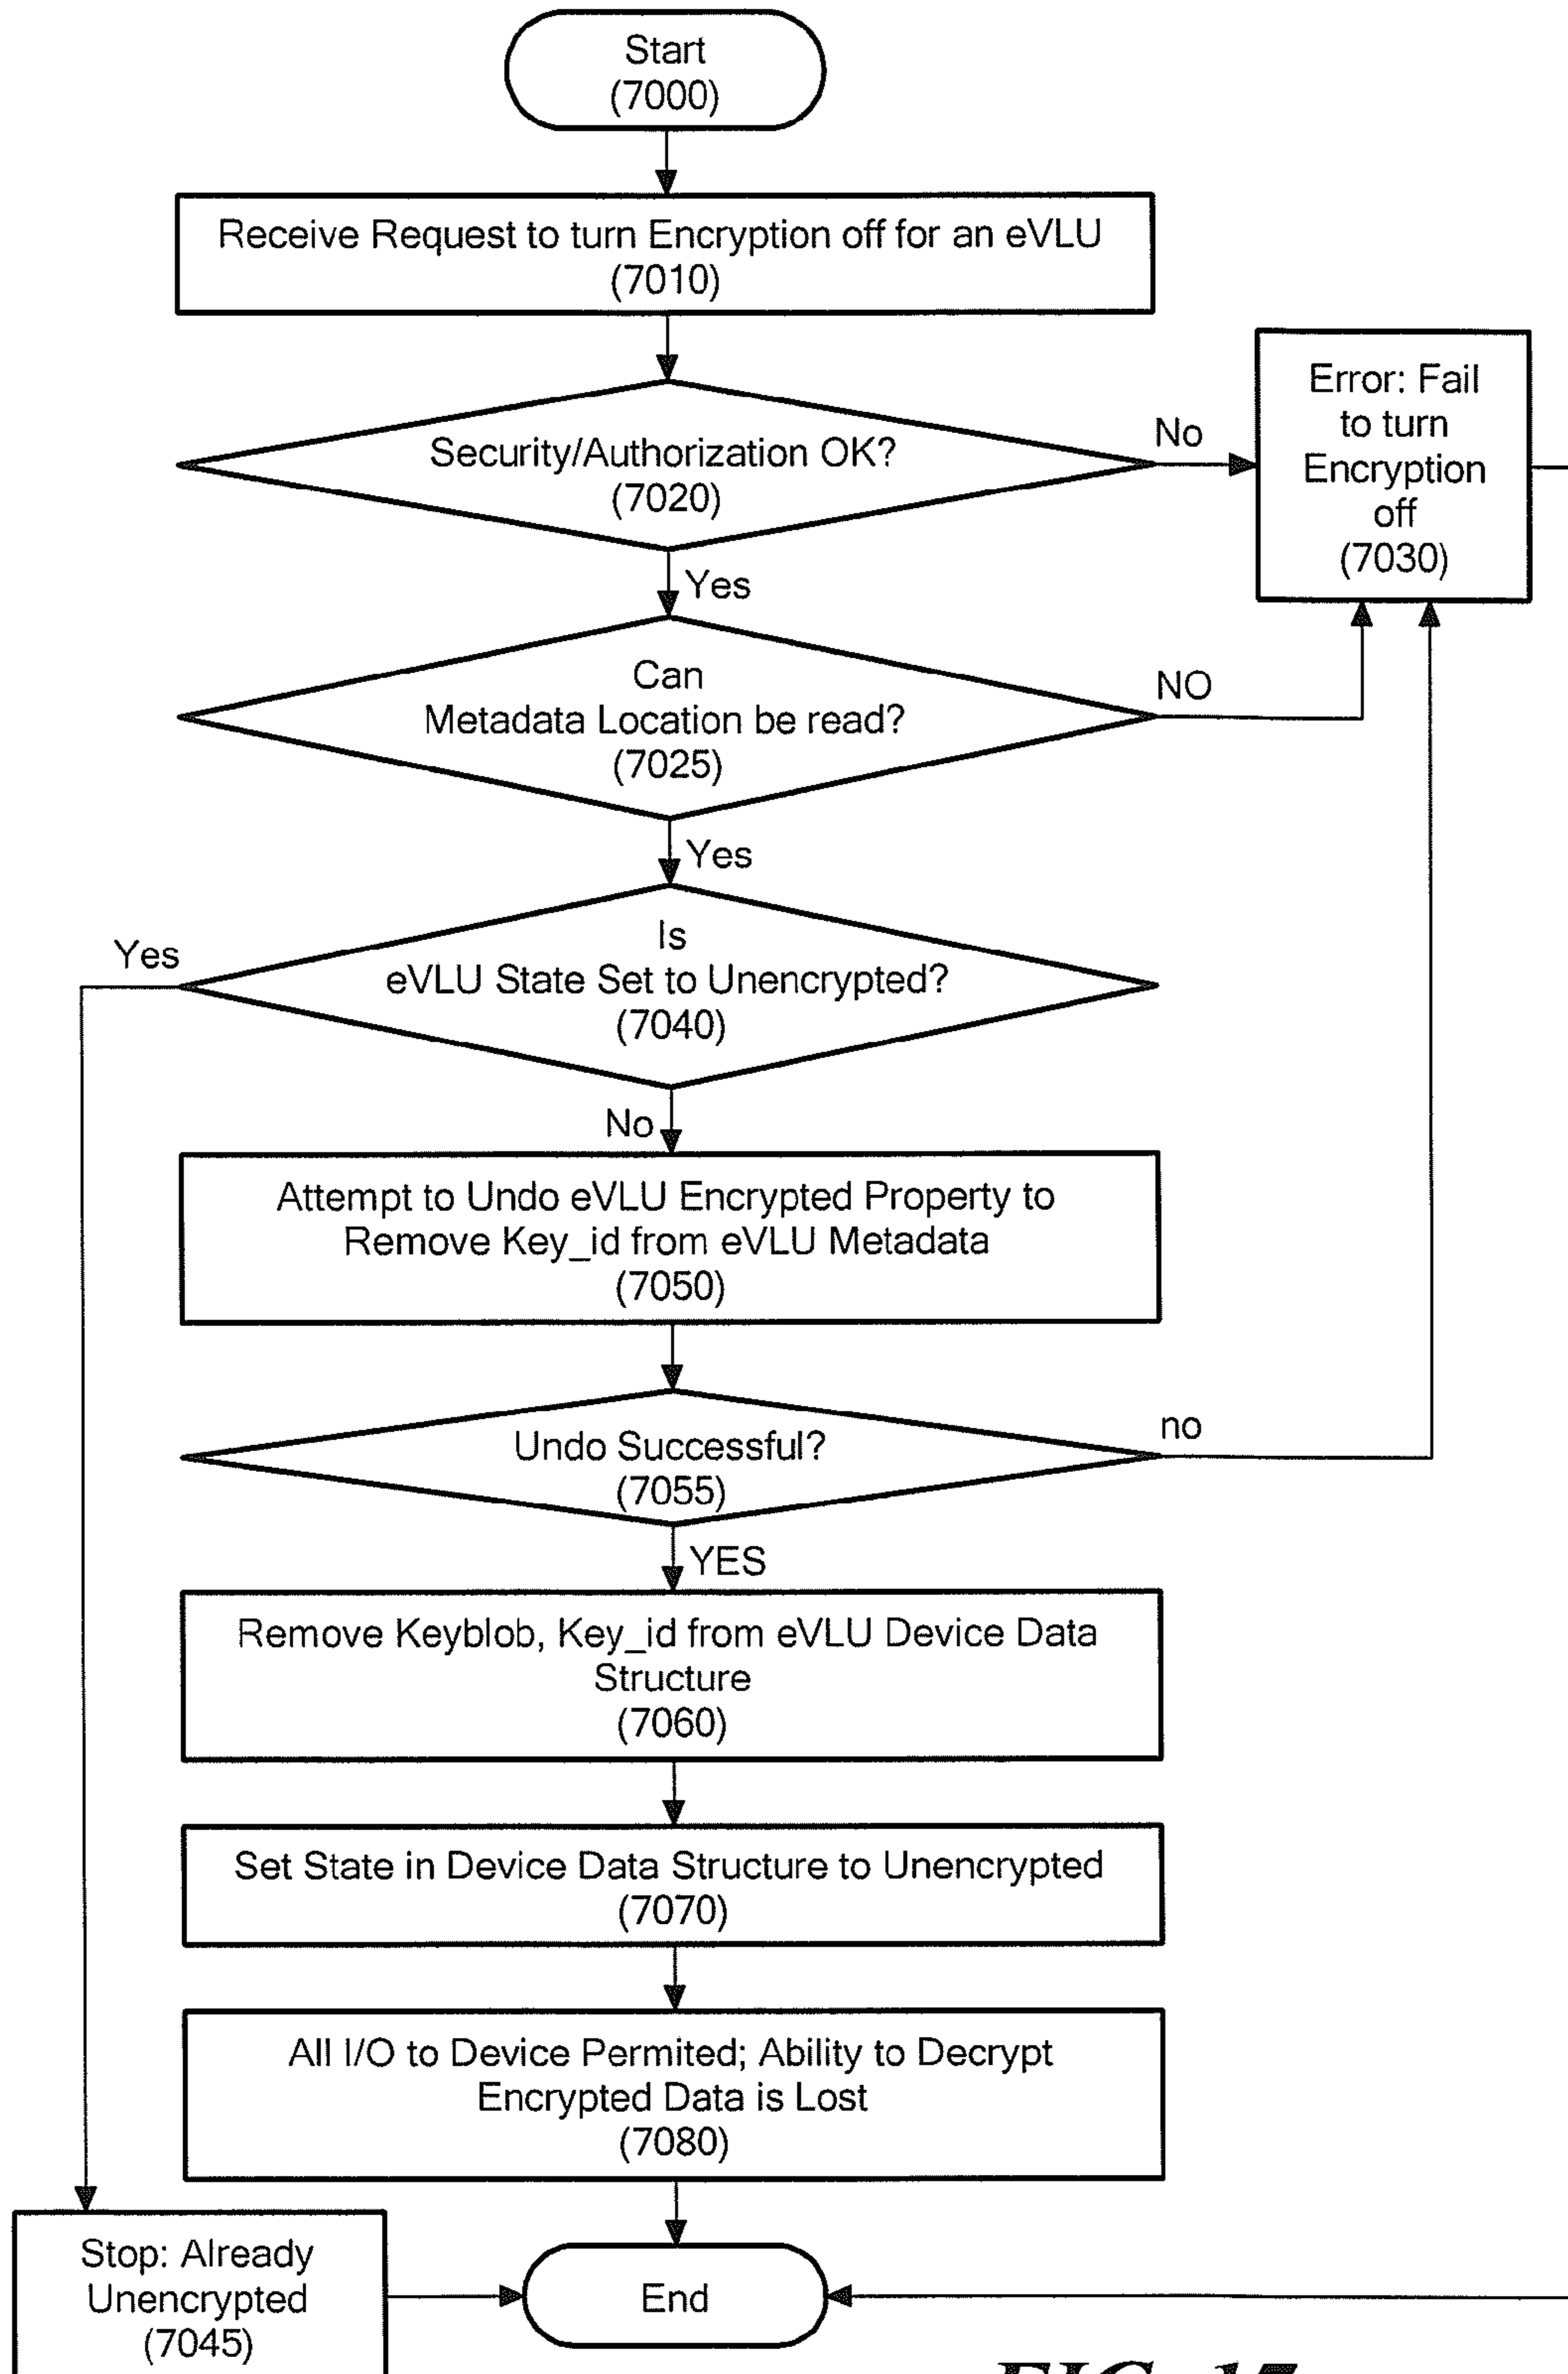 Start
(7000)
Receive Request to turn Encryption off for an eVLU
(7010)
Security/Authorization OK?
(7020)
No
Error: Fail
to turn
Encryption
off
(7030)
Yes
Can
Metadata Location be read?
(7025)
NO
Yes
Is
eVLU State Set to Unencrypted?
(7040)
Yes
No
Attempt to Undo eVLU Encrypted Property to
Remove Key_id from eVLU Metadata
(7050)
Undo Successful?
(7055)
no
YES
Remove Keyblob, Key_id from eVLU Device Data
Structure
(7060)
Set State in Device Data Structure to Unencrypted
(7070)
All I/O to Device Permited; Ability to Decrypt
Encrypted Data is Lost
(7080)
Stop: Already
Unencrypted
(7045)
End